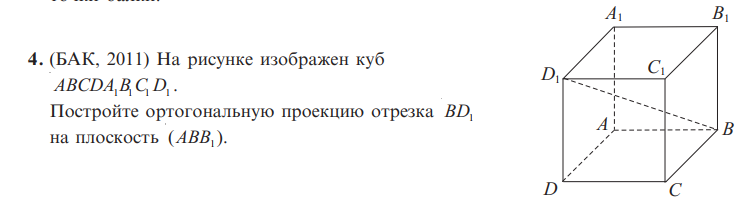 4. (БАК, 2011) На рисунке изображен куб
ABCDA₁B₁C₁D₁.
Постройте ортогональную проекцию отрезка BD₁
на плоскость (ABB₁).
A₁
B₁
D₁
C₁
A
B
D
C